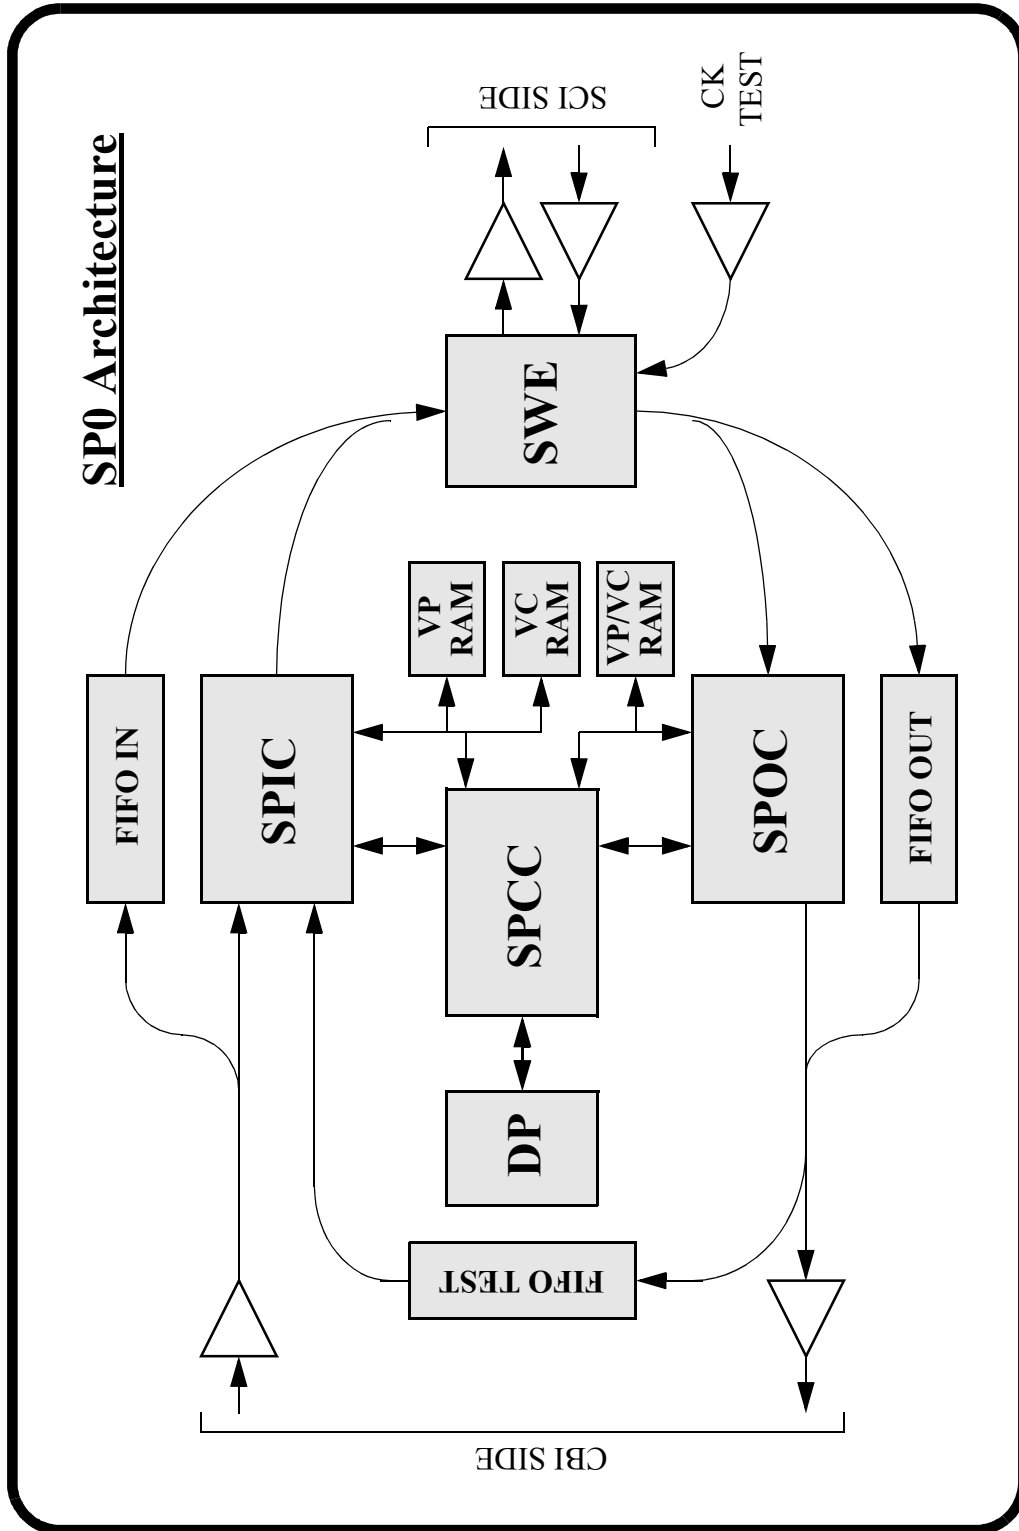 SP0 Architecture
SCI SIDE
CK
TEST
SWE
VP
RAM
VC
RAM
VP/VC
RAM
FIFO IN
SPIC
SPCC
SPOC
FIFO OUT
DP
FIFO TEST
CBI SIDE